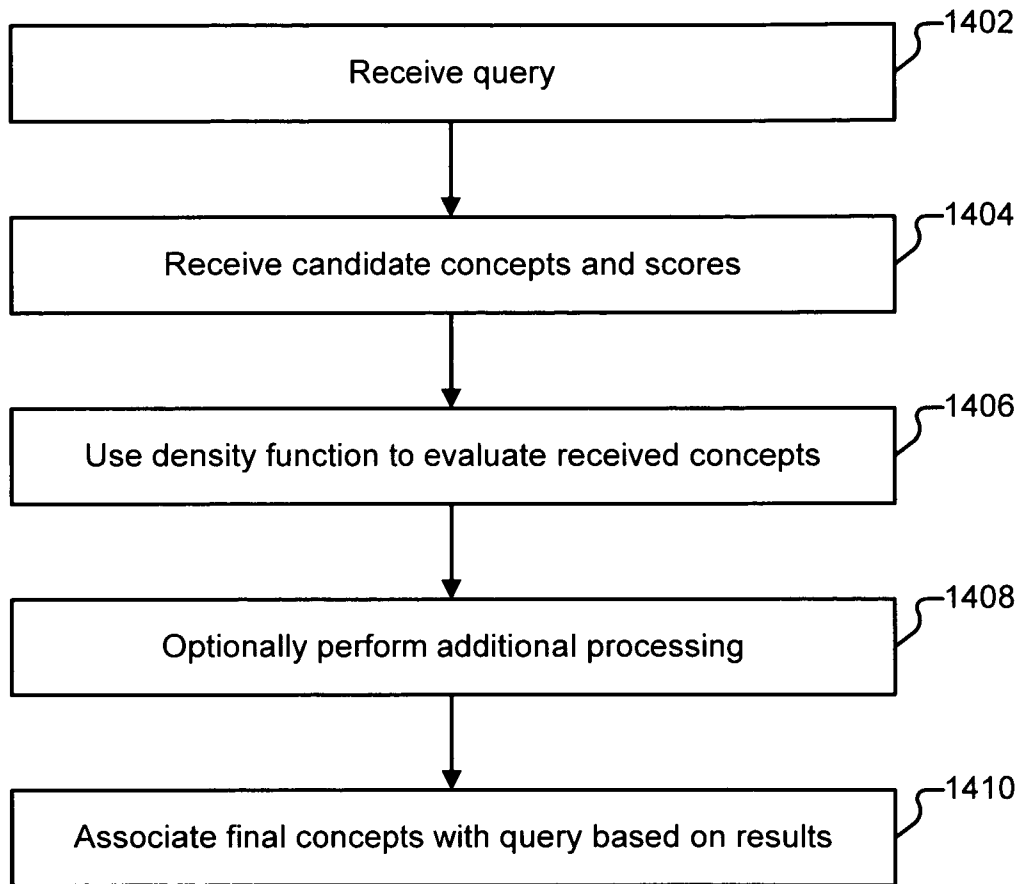 1402
Receive query
1404
Receive candidate concepts and scores
1406
Use density function to evaluate received concepts
1408
Optionally perform additional processing
1410
Associate final concepts with query based on results